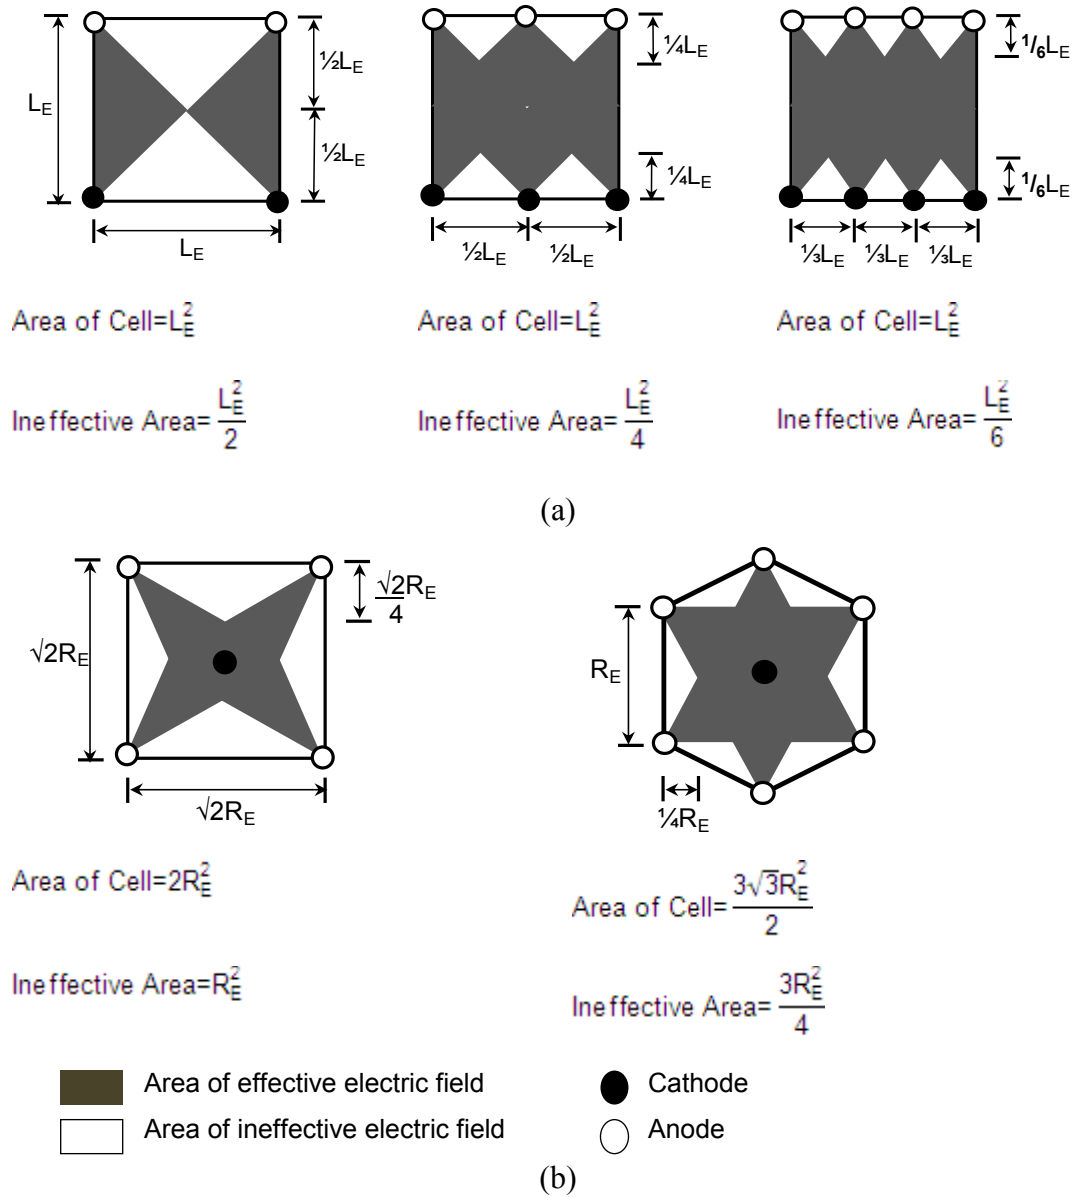 L_E
½L_E
½L_E
L_E
¼L_E
¼L_E
½L_E ½L_E
1/6L_E
1/6L_E
⅓L_E ⅓L_E ⅓L_E
Area of Cell=L_E^2
Area of Cell=L_E^2
Area of Cell=L_E^2
Ineffective Area= L_E^2/2
Ineffective Area= L_E^2/4
Ineffective Area= L_E^2/6
(a)
√2R_E
√2/4 R_E
√2R_E
R_E
¼R_E
Area of Cell=2R_E^2
Area of Cell= 3√3R_E^2/2
Ineffective Area=R_E^2
Ineffective Area= 3R_E^2/4
Area of effective electric field
Cathode
Area of ineffective electric field
Anode
(b)